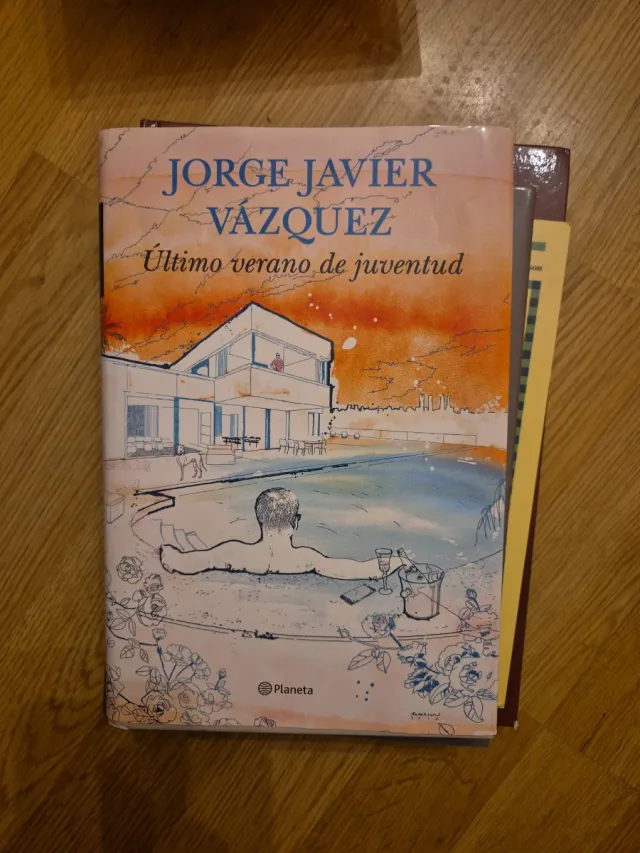 JORGE JAVIER
VÁZQUEZ
Último verano de juventud
Planeta